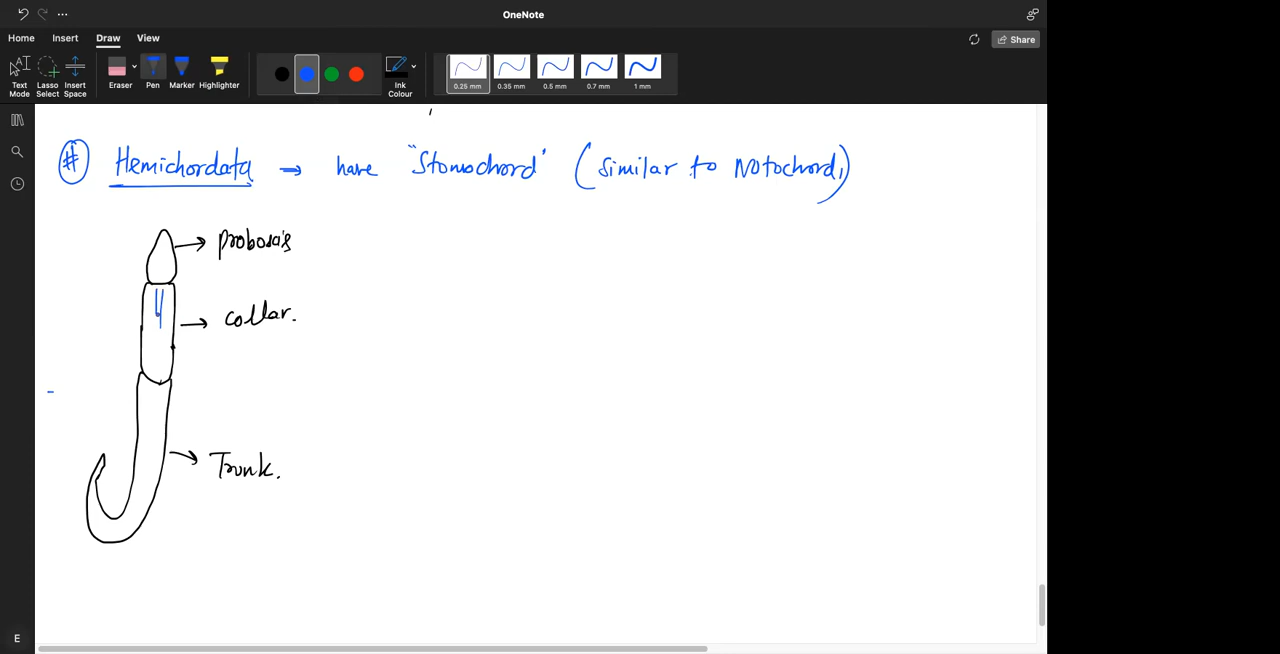 OneNote
Home Insert Draw View
Share
Text Mode
Lasso Select
Insert Space
Eraser
Pen
Marker
Highlighter
Ink Colour
0.25 mm
0.35 mm
0.5 mm
0.7 mm
1 mm
# Hemichordata → have "Stomochord" (Similar to Notochord)
→ proboscis
→ collar.
→ Trunk.
E